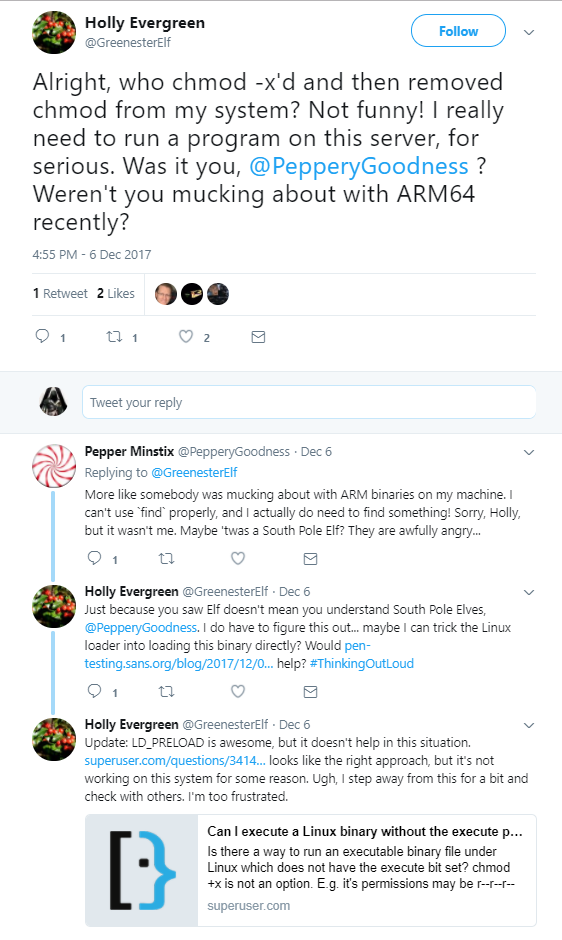 Holly Evergreen
@GreenesterElf
Follow
Alright, who chmod -x'd and then removed
chmod from my system? Not funny! I really
need to run a program on this server, for
serious. Was it you, @PepperyGoodness ?
Weren't you mucking about with ARM64
recently?
4:55 PM - 6 Dec 2017
1 Retweet 2 Likes
1 1 2
Tweet your reply
Pepper Minstix @PepperyGoodness · Dec 6
Replying to @GreenesterElf
More like somebody was mucking about with ARM binaries on my machine. I
can't use `find` properly, and I actually do need to find something! Sorry, Holly,
but it wasn't me. Maybe 'twas a South Pole Elf? They are awfully angry...
1
Holly Evergreen @GreenesterElf · Dec 6
Just because you saw Elf doesn't mean you understand South Pole Elves,
@PepperyGoodness. I do have to figure this out... maybe I can trick the Linux
loader into loading this binary directly? Would pen-
testing.sans.org/blog/2017/12/0... help? #ThinkingOutLoud
1
Holly Evergreen @GreenesterElf · Dec 6
Update: LD_PRELOAD is awesome, but it doesn't help in this situation.
superuser.com/questions/3414... looks like the right approach, but it's not
working on this system for some reason. Ugh, I step away from this for a bit and
check with others. I'm too frustrated.
Can I execute a Linux binary without the execute p...
Is there a way to run an executable binary file under
Linux which does not have the execute bit set? chmod
+x is not an option. E.g. it's permissions may be r--r--r--
superuser.com